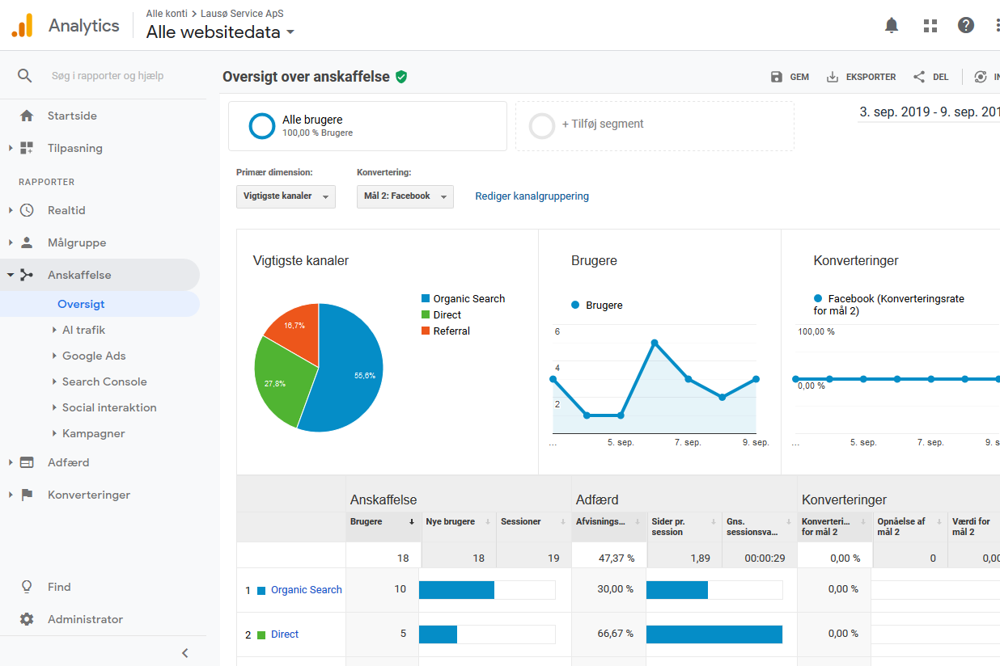 Analytics
Alle konti > Lausø Service ApS
Alle websitedata
Søg i rapporter og hjælp
Startside
Tilpasning
RAPPORTER
Realtid
Målgruppe
Anskaffelse
Oversigt
Al trafik
Google Ads
Search Console
Social interaktion
Kampagner
Adfærd
Konverteringer
Find
Administrator
Oversigt over anskaffelse
GEM
EKSPORTER
DEL
Alle brugere
100,00 % Brugere
+ Tilføj segment
3. sep. 2019 - 9. sep. 201
Primær dimension:
Konvertering:
Vigtigste kanaler
Mål 2: Facebook
Rediger kanalgruppering
Vigtigste kanaler
Organic Search
Direct
Referral
16,7%
55,6%
27,8%
Brugere
Brugere
6
4
2
...
5. sep.
7. sep.
9. sep.
Konverteringer
Facebook (Konverteringsrate
for mål 2)
100,00 %
0,00 %
...
5. sep.
7. sep.
9. s
Anskaffelse
Adfærd
Konverteringer
Brugere
Nye brugere
Sessioner
Afvisnings...
Sider pr.
session
Gns.
sessionsva...
Konverteri...
for mål 2
Opnåelse af
mål 2
Værdi for
mål 2
18
18
19
47,37 %
1,89
00:00:29
0,00 %
0
0,00
1 Organic Search
10
30,00 %
0,00 %
2 Direct
5
66,67 %
0,00 %